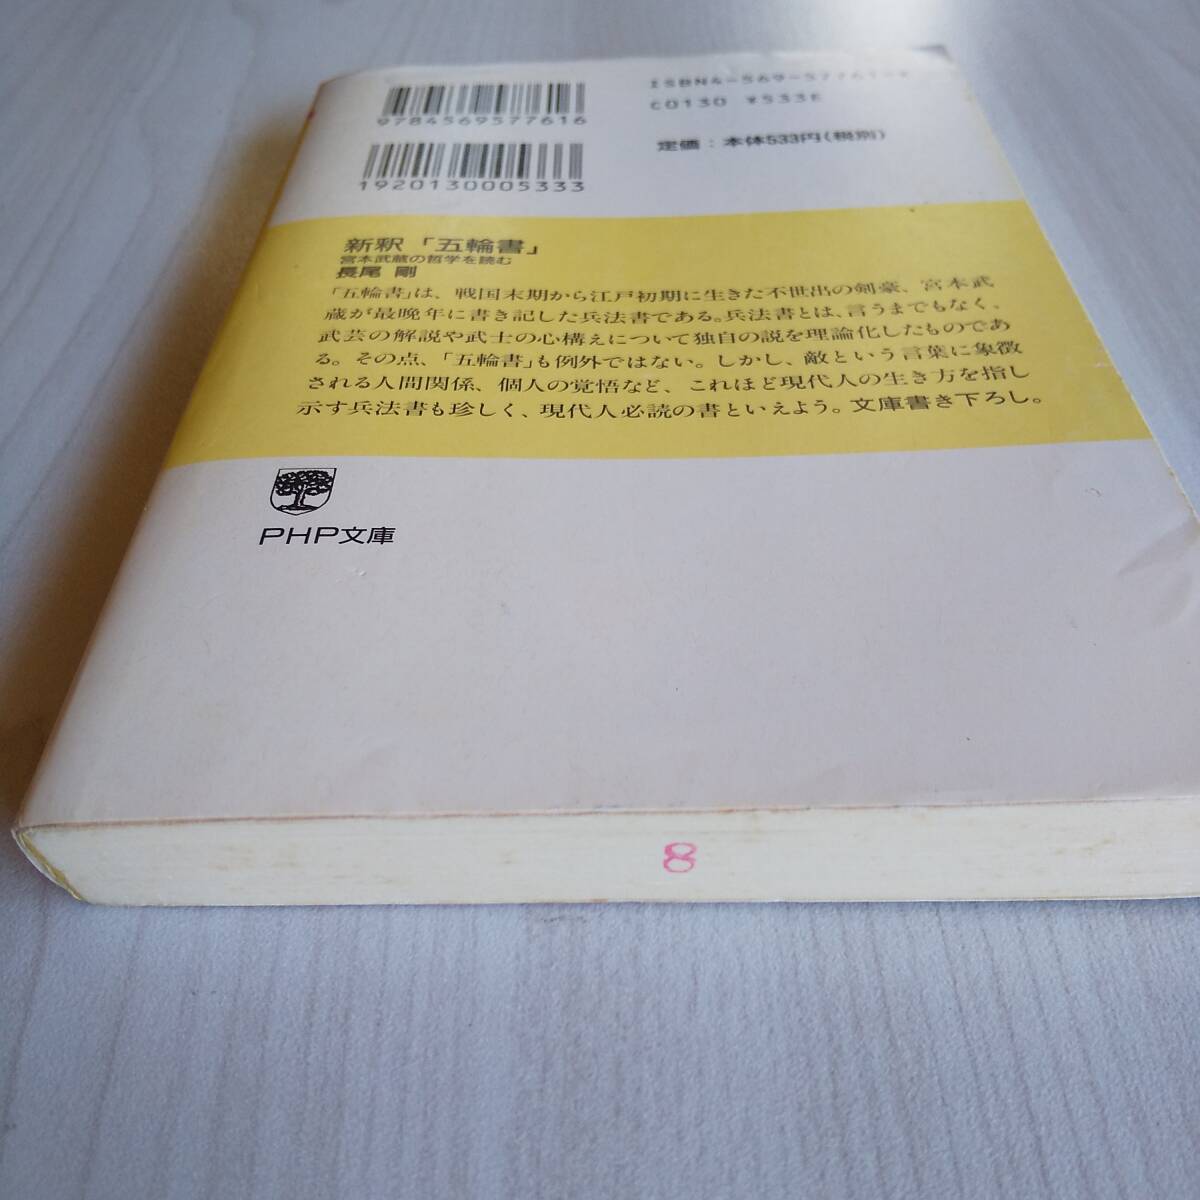 9784569577616
1920130005333
ISBN4-569-57761-
C0130 ¥533E
定価：本体533円(税別)
新釈「五輪書」
宮本武蔵の哲学を読む
長尾 剛
「五輪書」は、戦国末期から江戸初期に生きた不世出の剣豪、宮本武
蔵が最晩年に書き記した兵法書である。兵法書とは、言うまでもなく、
武芸の解説や武士の心構えについて独自の説を理論化したものであ
る。その点、「五輪書」も例外ではない。しかし、敵という言葉に象徴
される人間関係、個人の覚悟など、これほど現代人の生き方を指し
示す兵法書も珍しく、現代人必読の書といえよう。文庫書き下ろし。
PHP文庫
8